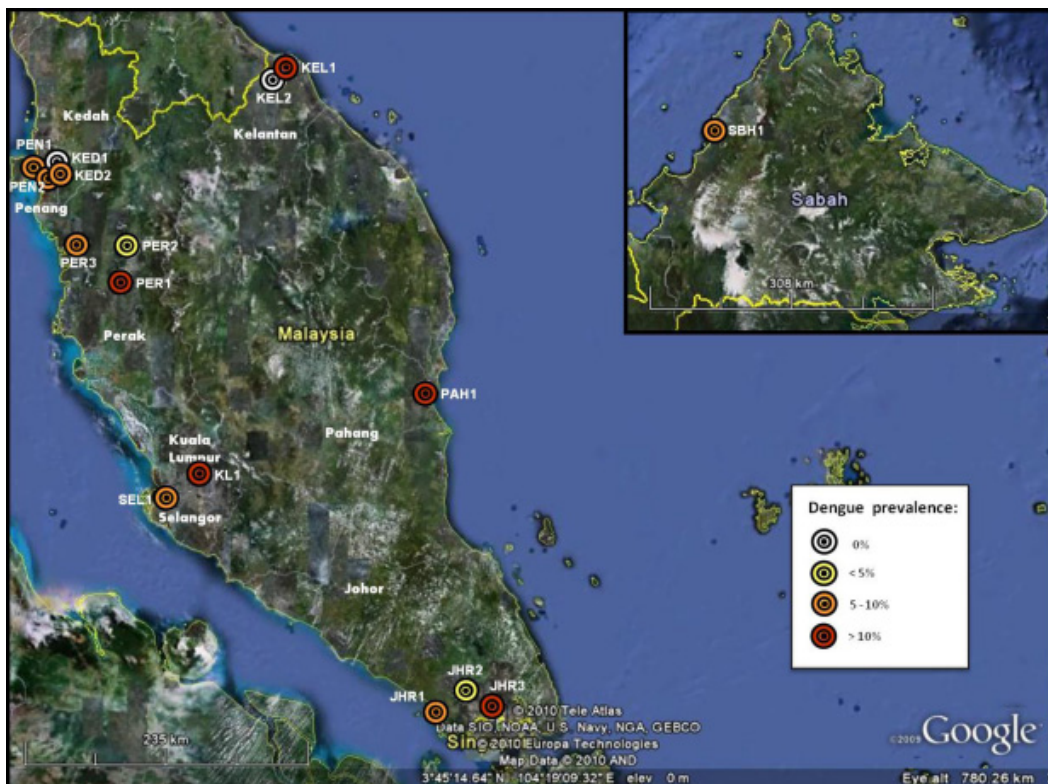 KEL1
KEL2
Kedah
Kelantan
PEN1
KED1
KED2
PEN2
Penang
PER3
PER2
PER1
Perak
Malaysia
PAH1
Pahang
Kuala
Lumpur
KL1
SEL1
Selangor
Johor
JHR2
JHR1
JHR3
SBH1
Sabah
308 km
Dengue prevalence:
0%
<5%
5-10%
>10%
© 2010 Tele Atlas
Data SIO, NOAA, U.S. Navy, NGA, GEBCO
Sin
© 2010 Europa Technologies
Map Data © 2010 AND
235 km
©2009 Google
3°45'14.64" N 104°19'09.32" E elev 0 m
Eye alt 780.26 km